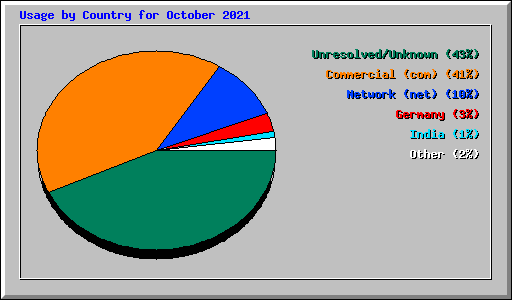 Usage by Country for October 2021
Unresolved/Unknown (43%)
Commercial (com) (41%)
Network (net) (10%)
Germany (3%)
India (1%)
Other (2%)